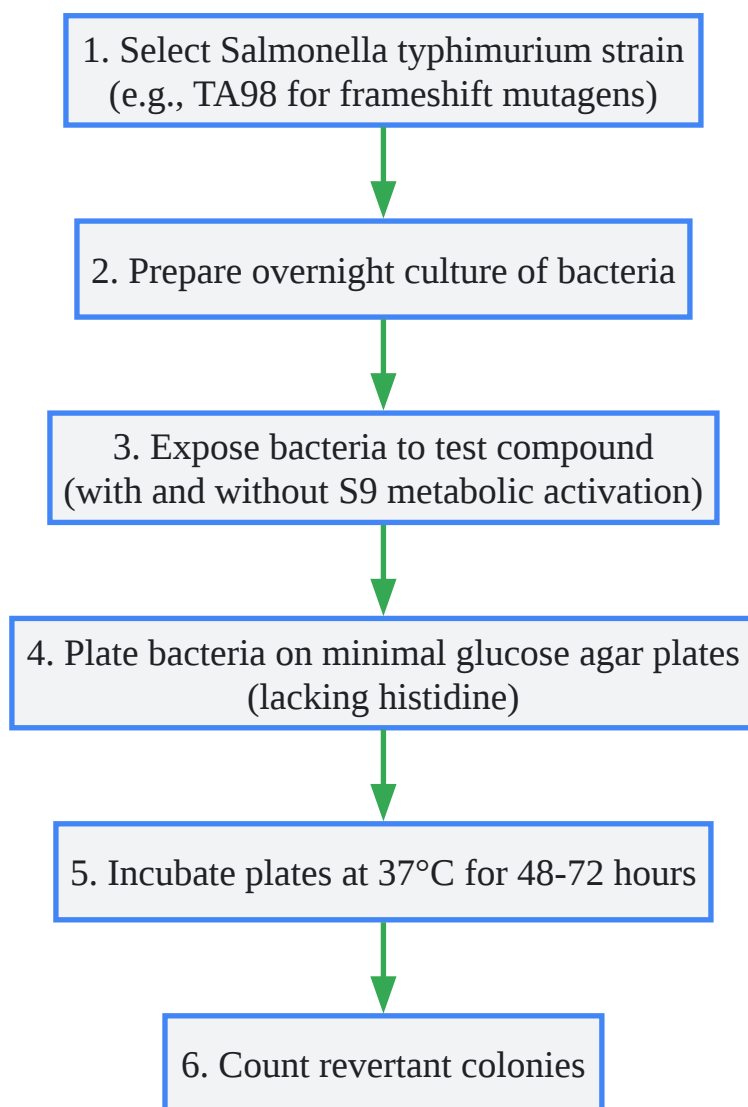 1. Select Salmonella typhimurium strain
(e.g., TA98 for frameshift mutagens)
2. Prepare overnight culture of bacteria
3. Expose bacteria to test compound
(with and without S9 metabolic activation)
4. Plate bacteria on minimal glucose agar plates
(lacking histidine)
5. Incubate plates at 37°C for 48-72 hours
6. Count revertant colonies